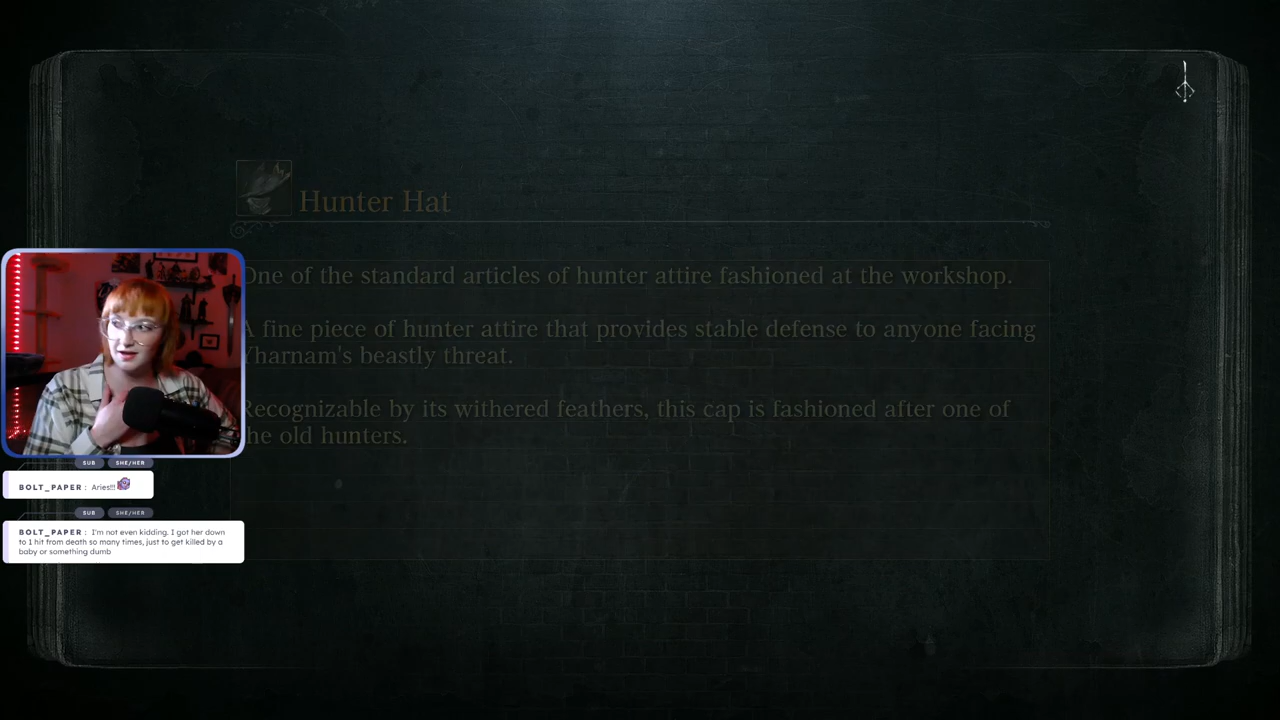 Hunter Hat
One of the standard articles of hunter attire fashioned at the workshop.
A fine piece of hunter attire that provides stable defense to anyone facing
Yharnam's beastly threat.
Recognizable by its withered feathers, this cap is fashioned after one of
the old hunters.
SUB SHE/HER
BOLT_PAPER : Aries!!!
SUB SHE/HER
BOLT_PAPER : I'm not even kidding. I got her down
to 1 hit from death so many times, just to get killed by a
baby or something dumb